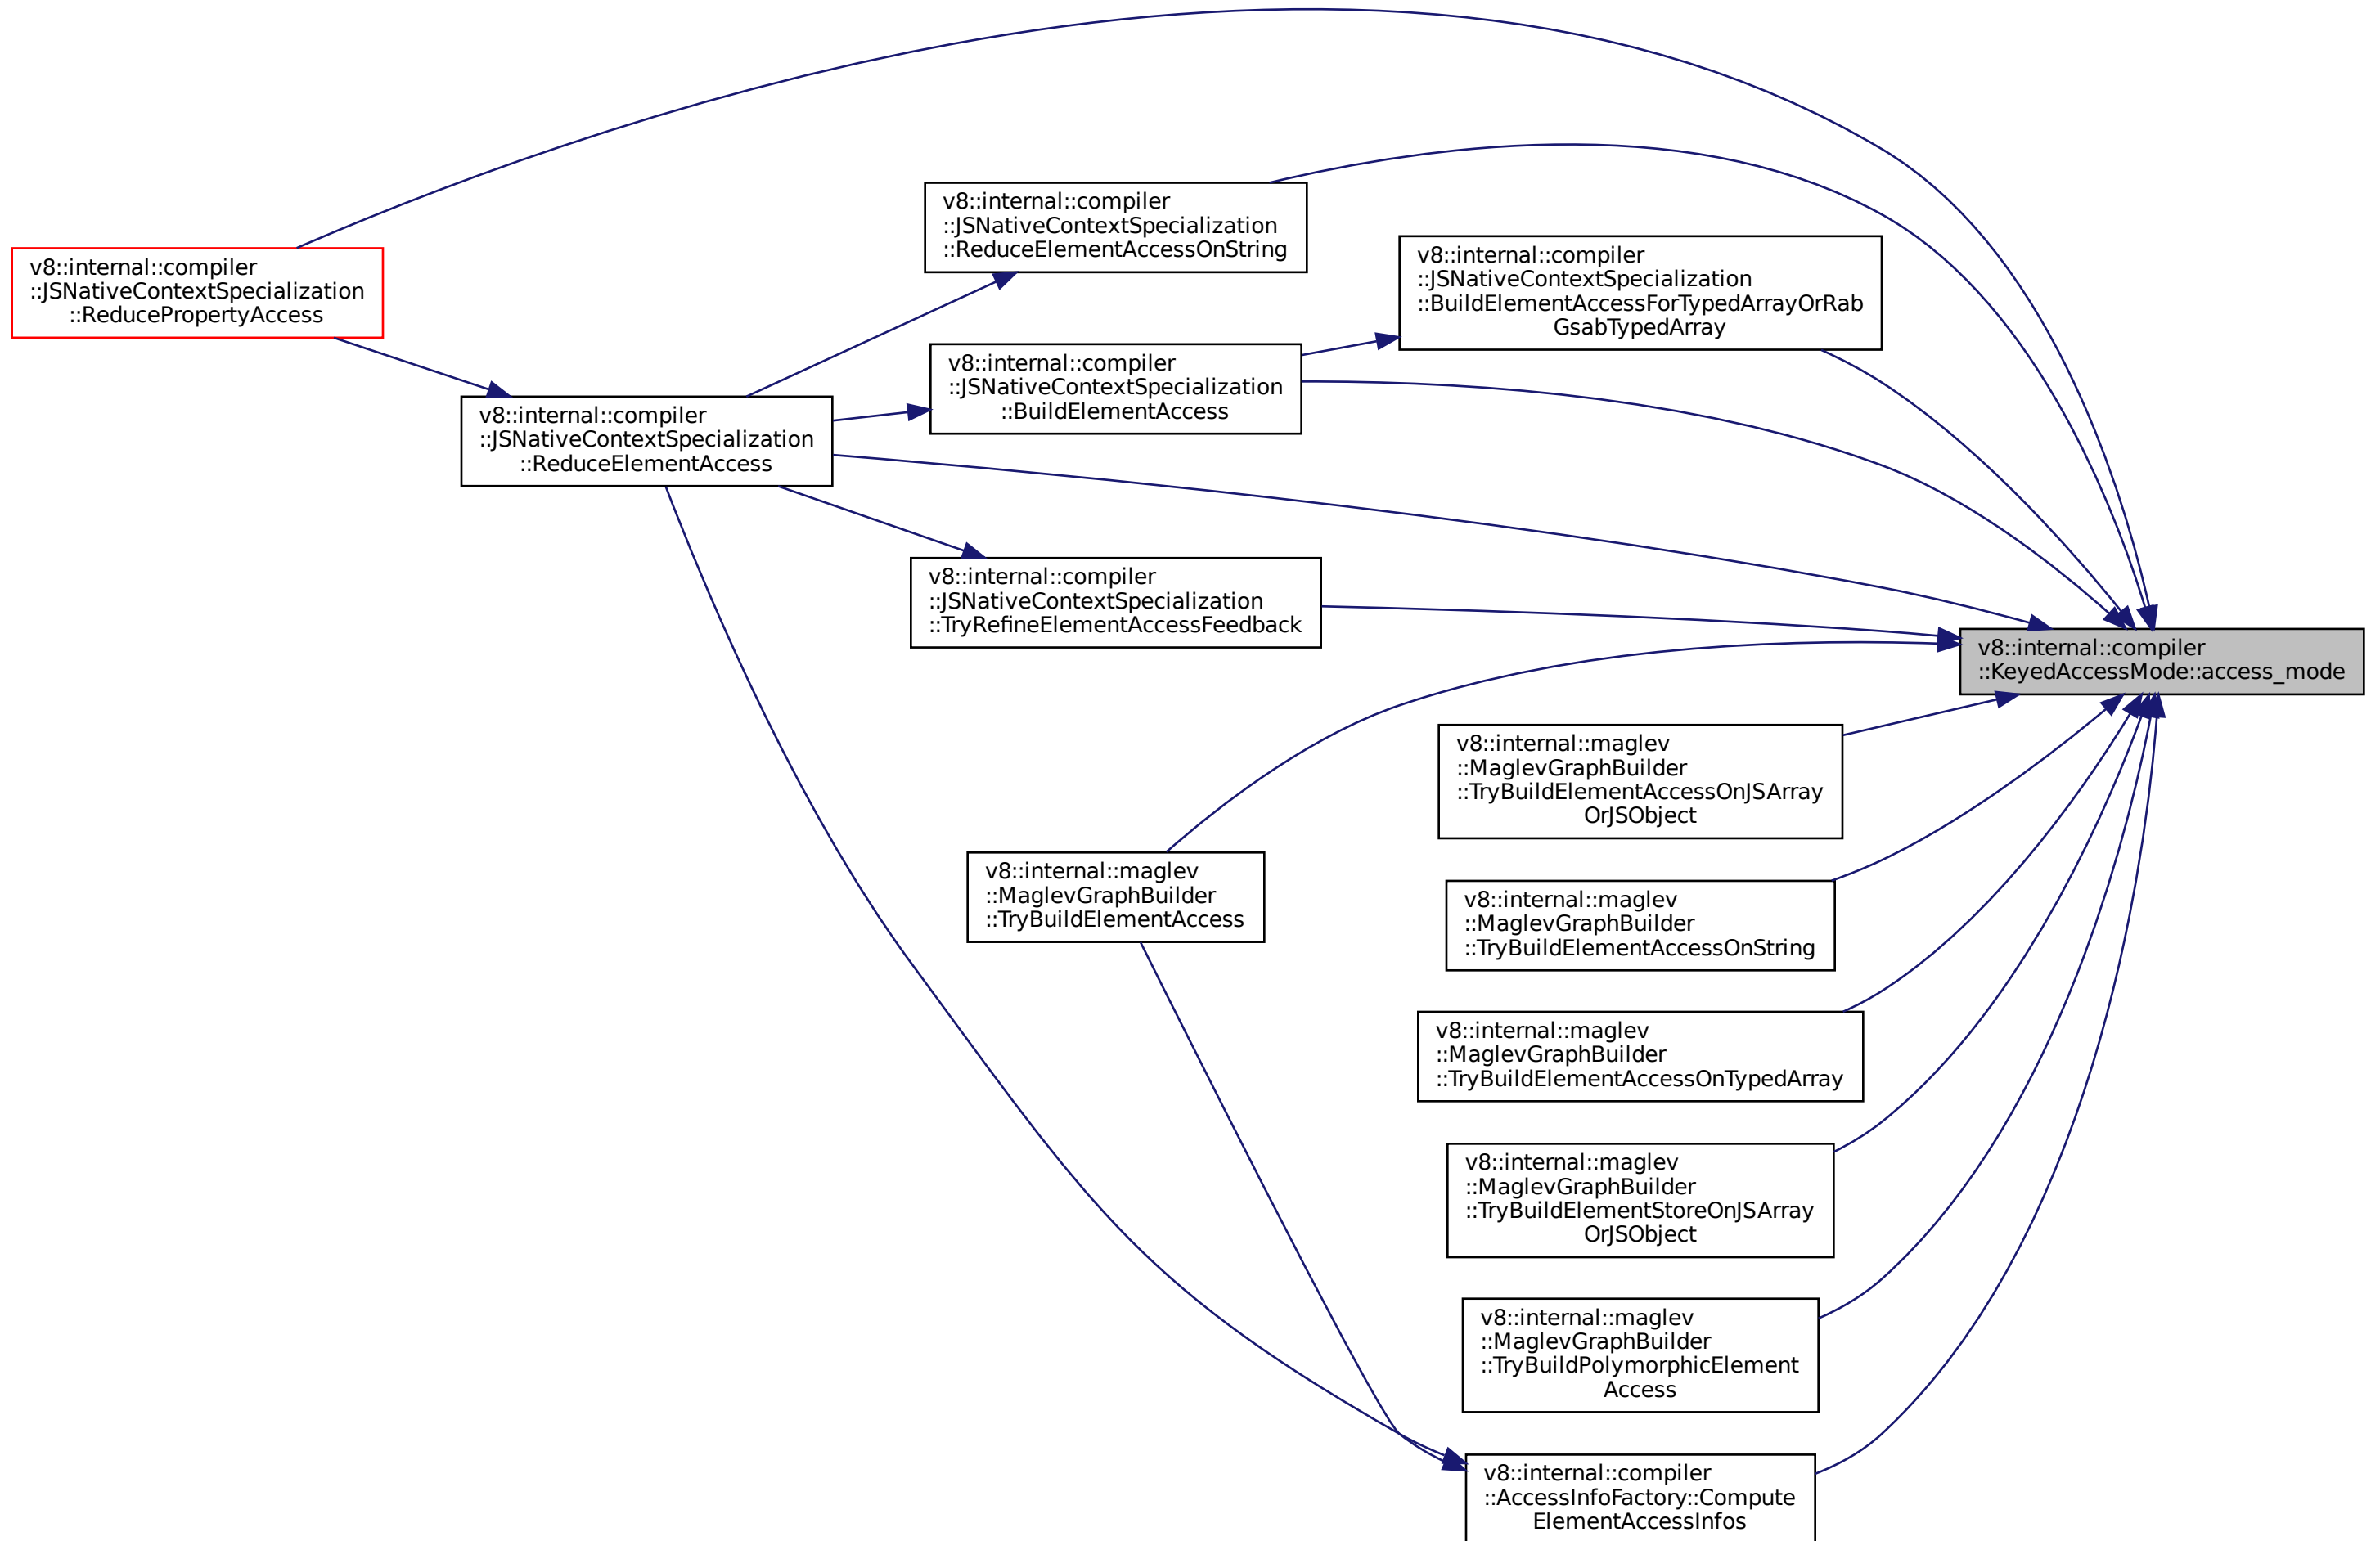 v8::internal::compiler
::JSNativeContextSpecialization
::ReducePropertyAccess
v8::internal::compiler
::JSNativeContextSpecialization
::ReduceElementAccess
v8::internal::compiler
::JSNativeContextSpecialization
::ReduceElementAccessOnString
v8::internal::compiler
::JSNativeContextSpecialization
::BuildElementAccess
v8::internal::compiler
::JSNativeContextSpecialization
::TryRefineElementAccessFeedback
v8::internal::maglev
::MaglevGraphBuilder
::TryBuildElementAccess
v8::internal::compiler
::JSNativeContextSpecialization
::BuildElementAccessForTypedArrayOrRab
GsabTypedArray
v8::internal::maglev
::MaglevGraphBuilder
::TryBuildElementAccessOnJSArray
OrJSObject
v8::internal::maglev
::MaglevGraphBuilder
::TryBuildElementAccessOnString
v8::internal::maglev
::MaglevGraphBuilder
::TryBuildElementAccessOnTypedArray
v8::internal::maglev
::MaglevGraphBuilder
::TryBuildElementStoreOnJSArray
OrJSObject
v8::internal::maglev
::MaglevGraphBuilder
::TryBuildPolymorphicElement
Access
v8::internal::compiler
::AccessInfoFactory::Compute
ElementAccessInfos
v8::internal::compiler
::KeyedAccessMode::access_mode